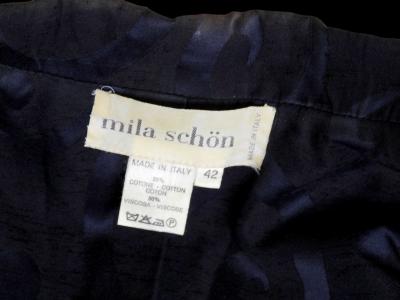 mila schön
MADE IN ITALY
MADE IN ITALY
42
COTONE - COTTON
COTON
VISCOSA - VISCOSE
P